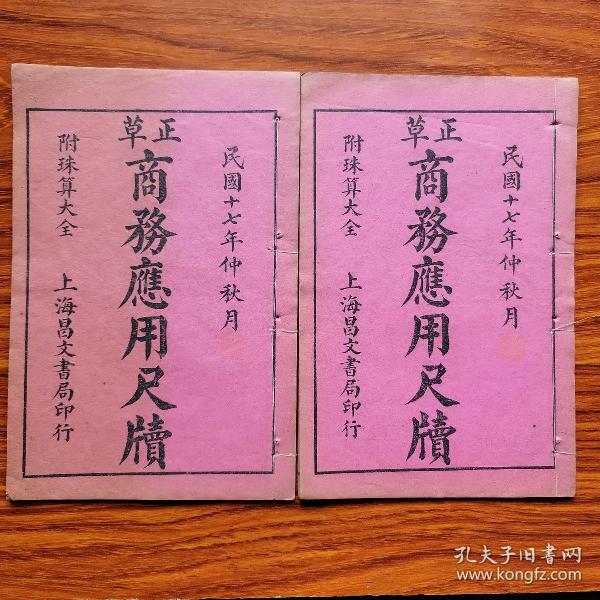 民國十七年仲秋月
正草
商務應用尺牘
附珠算大全
上海昌文書局印行
民國十七年仲秋月
正草
商務應用尺牘
附珠算大全
上海昌文書局印行
孔夫子旧書网
www.kongfz.com